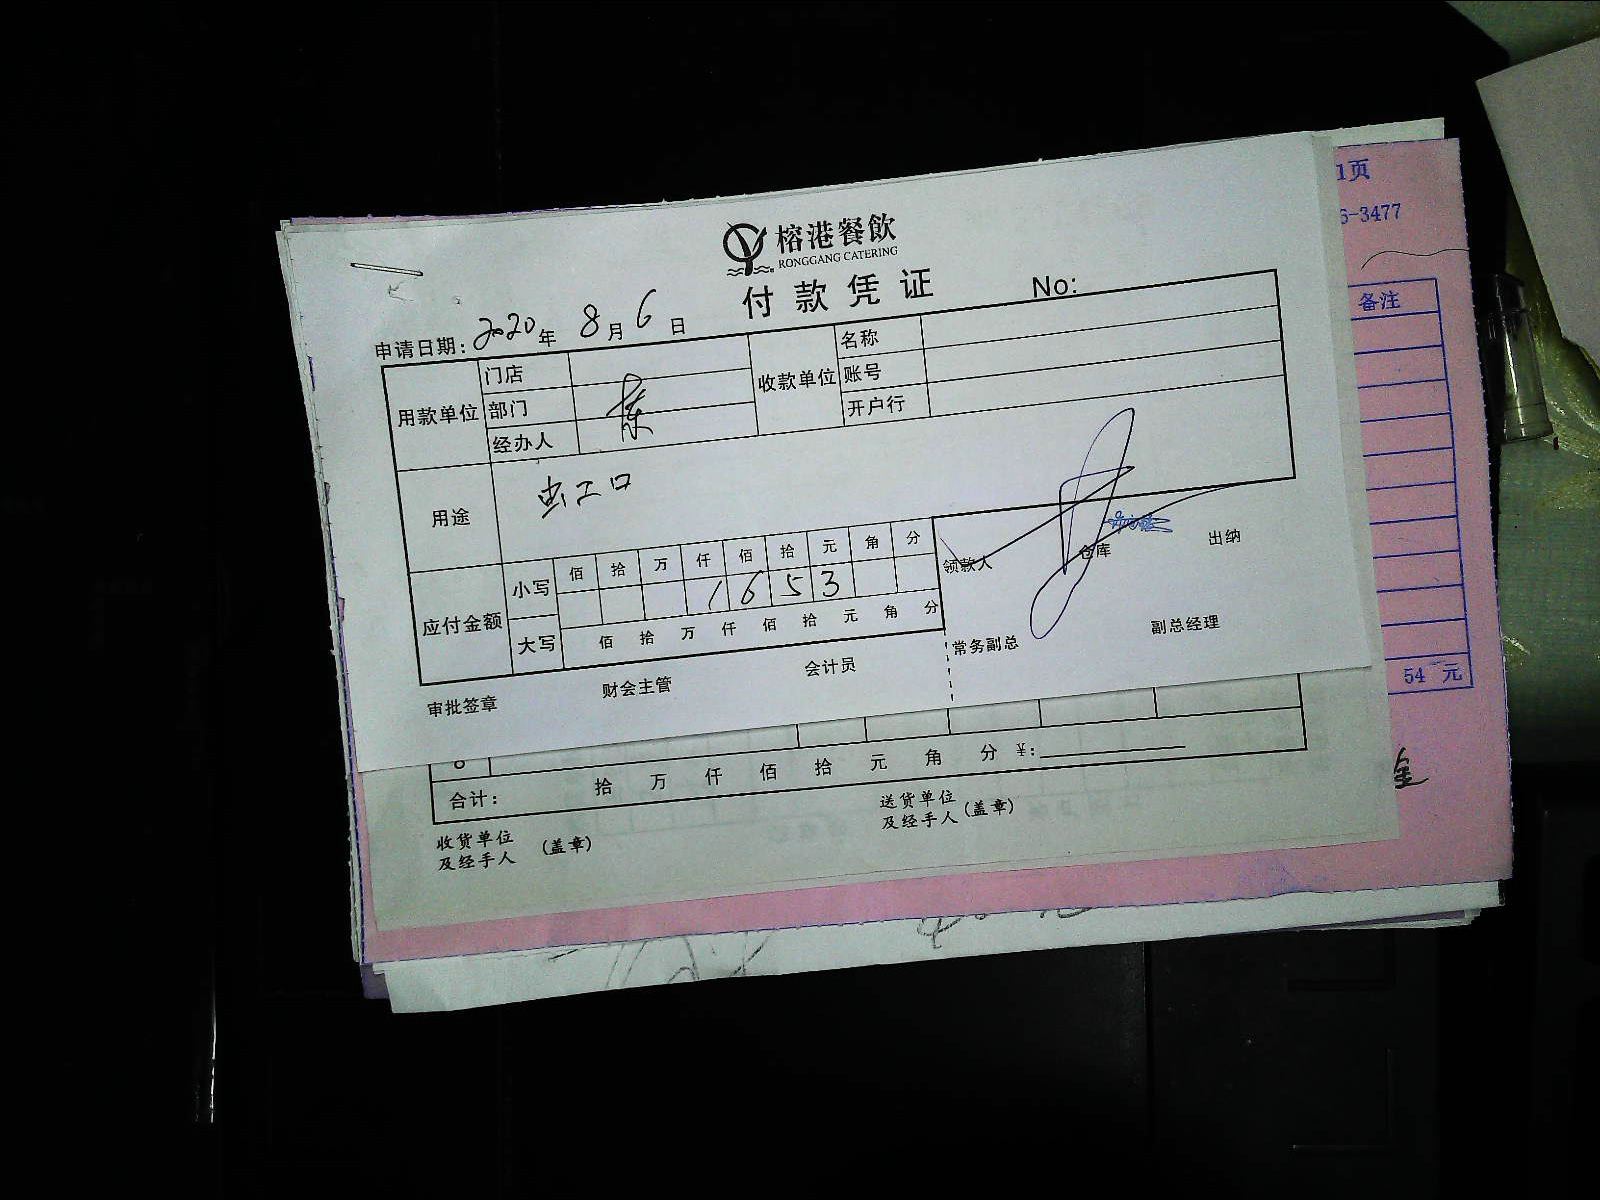 榕港餐飲
RONGGANG CATERING
付款凭证 No:
申请日期: 2020年 8月 6日
用款单位 门店 收款单位 名称
部门 账号
经办人 开户行
用途
应付金额 小写 佰 拾 万 仟 佰 拾 元 角 分
1 6 5 3
大写 佰 拾 万 仟 佰 拾 元 角 分
领款人 仓库 出纳
常务副总 副总经理
审批签章 财会主管 会计员
合计: 拾 万 仟 佰 拾 元 角 分 ¥:
收货单位
及经手人 (盖章)
送货单位
及经手人 (盖章)
1页
6-3477
备注
54 元